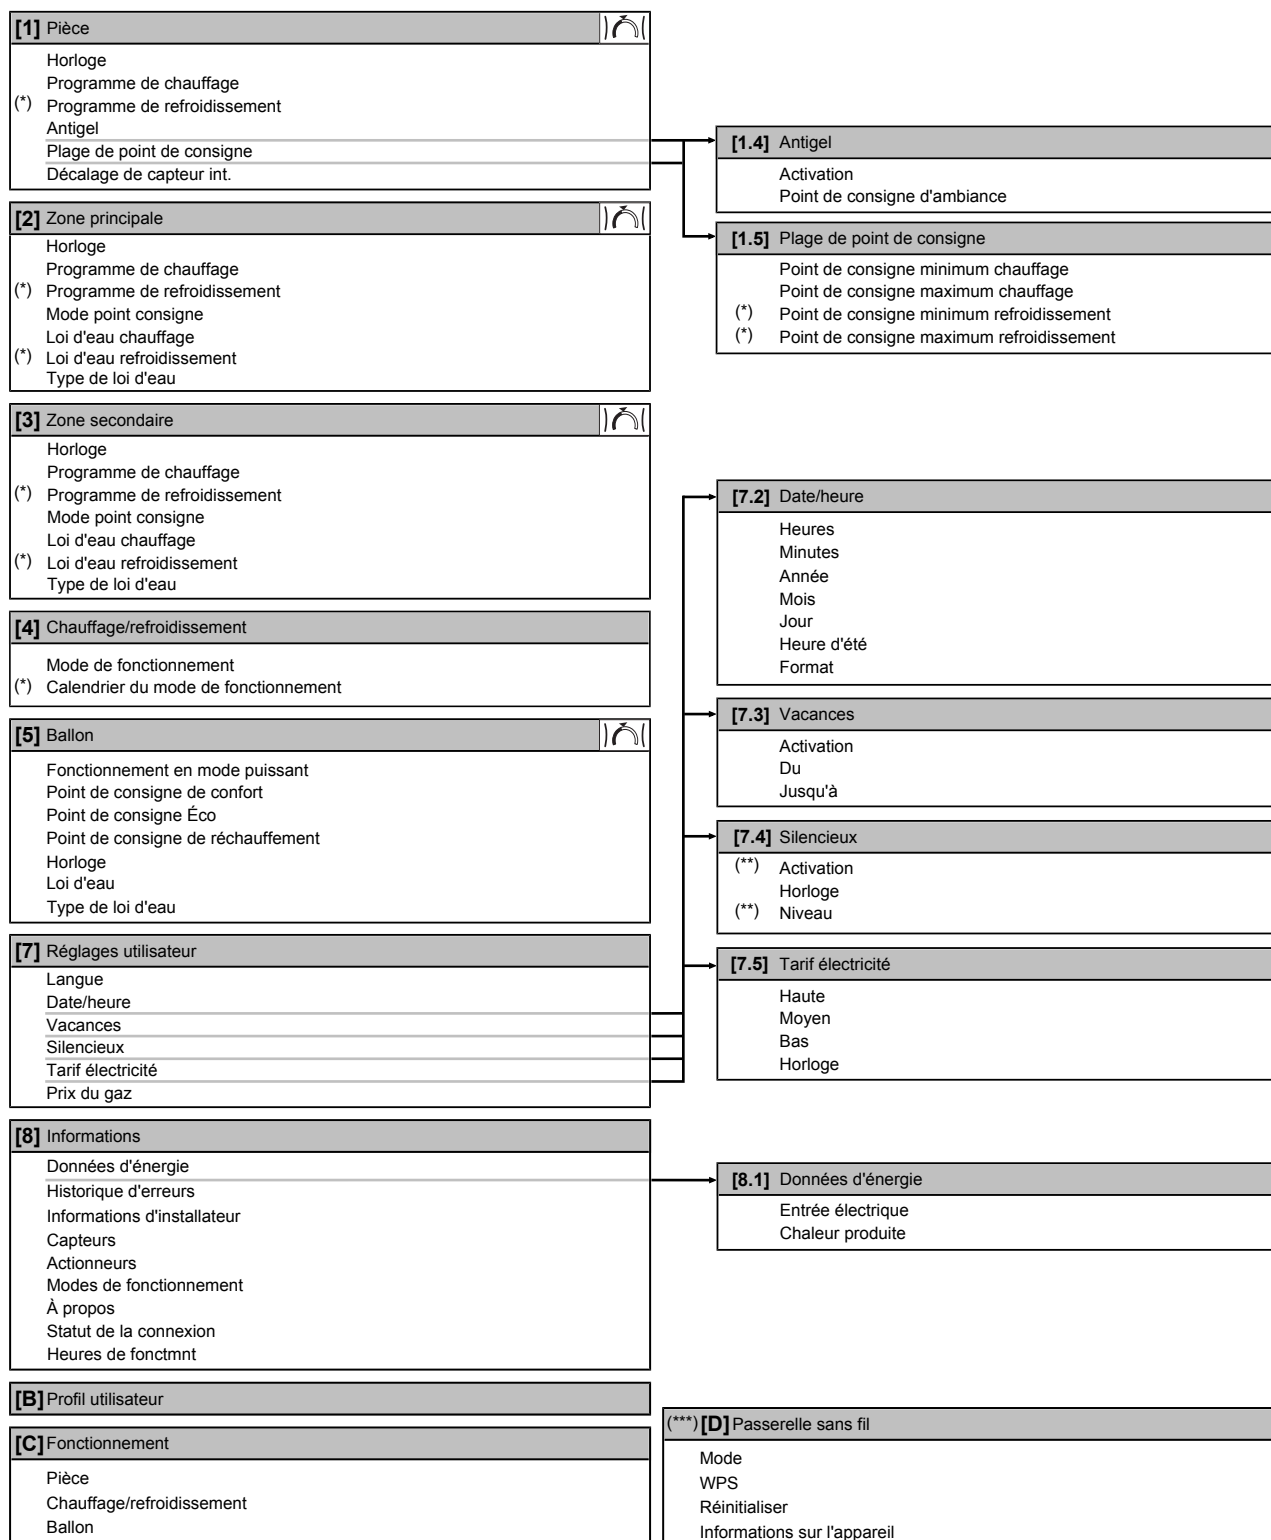 [1] Pièce
Horloge
Programme de chauffage
(*) Programme de refroidissement
Antigel
Plage de point de consigne
Décalage de capteur int.
[1.4] Antigel
Activation
Point de consigne d'ambiance
[1.5] Plage de point de consigne
Point de consigne minimum chauffage
Point de consigne maximum chauffage
(*) Point de consigne minimum refroidissement
(*) Point de consigne maximum refroidissement
[2] Zone principale
Horloge
Programme de chauffage
(*) Programme de refroidissement
Mode point consigne
Loi d'eau chauffage
(*) Loi d'eau refroidissement
Type de loi d'eau
[3] Zone secondaire
Horloge
Programme de chauffage
(*) Programme de refroidissement
Mode point consigne
Loi d'eau chauffage
(*) Loi d'eau refroidissement
Type de loi d'eau
[4] Chauffage/refroidissement
Mode de fonctionnement
(*) Calendrier du mode de fonctionnement
[5] Ballon
Fonctionnement en mode puissant
Point de consigne de confort
Point de consigne Éco
Point de consigne de réchauffement
Horloge
Loi d'eau
Type de loi d'eau
[7] Réglages utilisateur
Langue
Date/heure
Vacances
Silencieux
Tarif électricité
Prix du gaz
[7.2] Date/heure
Heures
Minutes
Année
Mois
Jour
Heure d'été
Format
[7.3] Vacances
Activation
Du
Jusqu'à
[7.4] Silencieux
(**) Activation
Horloge
(**) Niveau
[7.5] Tarif électricité
Haute
Moyen
Bas
Horloge
[8] Informations
Données d'énergie
Historique d'erreurs
Informations d'installateur
Capteurs
Actionneurs
Modes de fonctionnement
À propos
Statut de la connexion
Heures de fonctmnt
[8.1] Données d'énergie
Entrée électrique
Chaleur produite
[B] Profil utilisateur
[C] Fonctionnement
Pièce
Chauffage/refroidissement
Ballon
(***) [D] Passerelle sans fil
Mode
WPS
Réinitialiser
Informations sur l'appareil